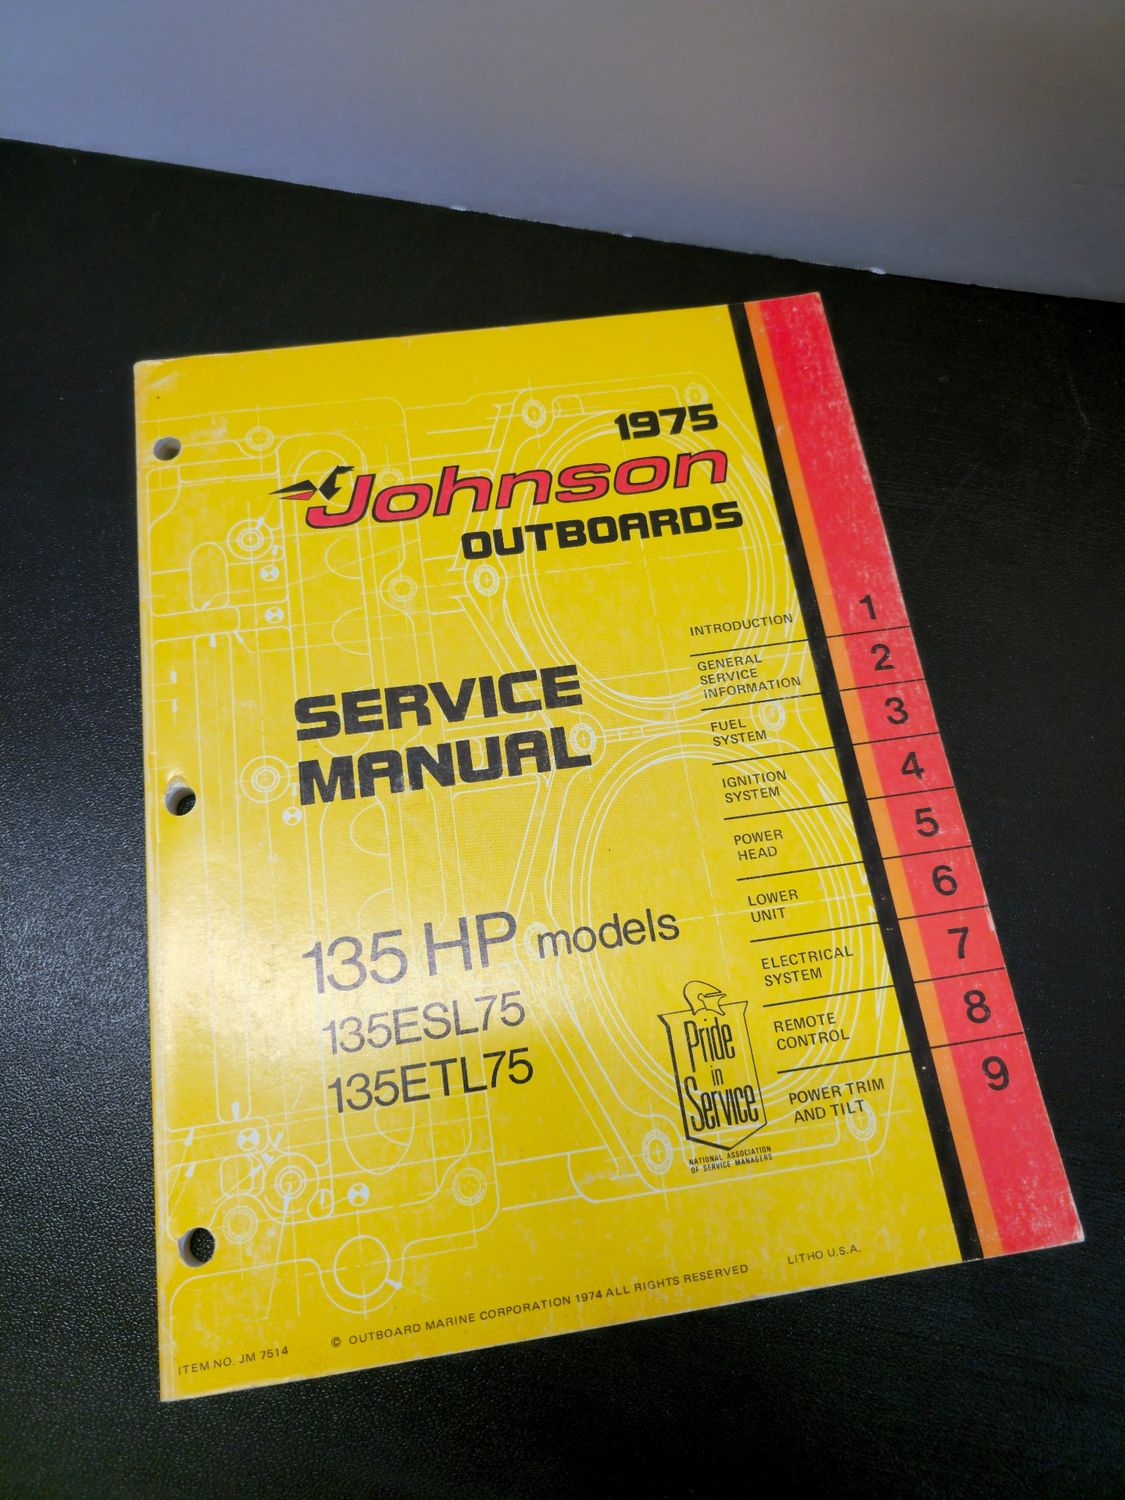 1975
Johnson
OUTBOARDS
SERVICE
MANUAL
135 HP models
135ESL75
135ETL75
INTRODUCTION 1
GENERAL
SERVICE
INFORMATION 2
FUEL
SYSTEM 3
IGNITION
SYSTEM 4
POWER
HEAD 5
LOWER
UNIT 6
ELECTRICAL
SYSTEM 7
REMOTE
CONTROL 8
POWER TRIM
AND TILT 9
Pride
in
Service
NATIONAL ASSOCIATION
OF SERVICE MANAGERS
ITEM NO. JM 7514
© OUTBOARD MARINE CORPORATION 1974 ALL RIGHTS RESERVED
LITHO U.S.A.